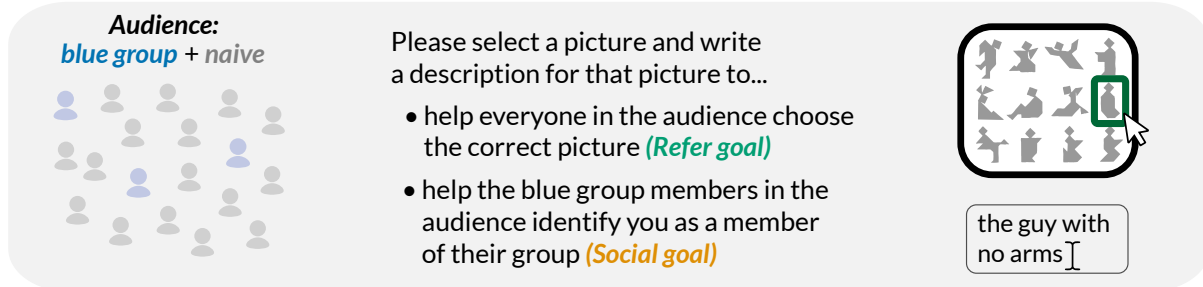 Audience:
blue group + naive
Please select a picture and write
a description for that picture to...
• help everyone in the audience choose
the correct picture (Refer goal)
• help the blue group members in the
audience identify you as a member
of their group (Social goal)
the guy with
no arms